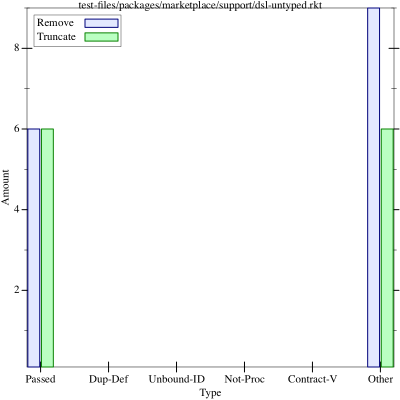 test-files/packages/marketplace/support/dsl-untyped.rkt
Remove
Truncate
8
6
4
2
Amount
Passed Dup-Def Unbound-ID Not-Proc Contract-V Other
Type